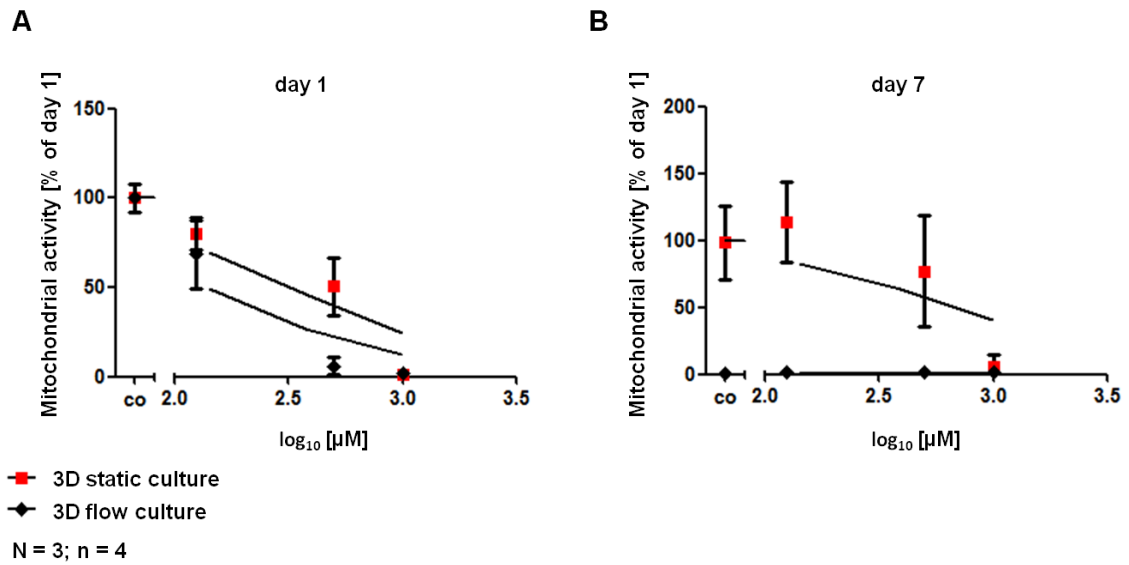 A
B
day 1
day 7
Mitochondrial activity [% of day 1]
150
100
50
0
co 2.0 2.5 3.0 3.5
log₁₀ [µM]
Mitochondrial activity [% of day 1]
200
150
100
50
0
co 2.0 2.5 3.0 3.5
log₁₀ [µM]
3D static culture
3D flow culture
N = 3; n = 4